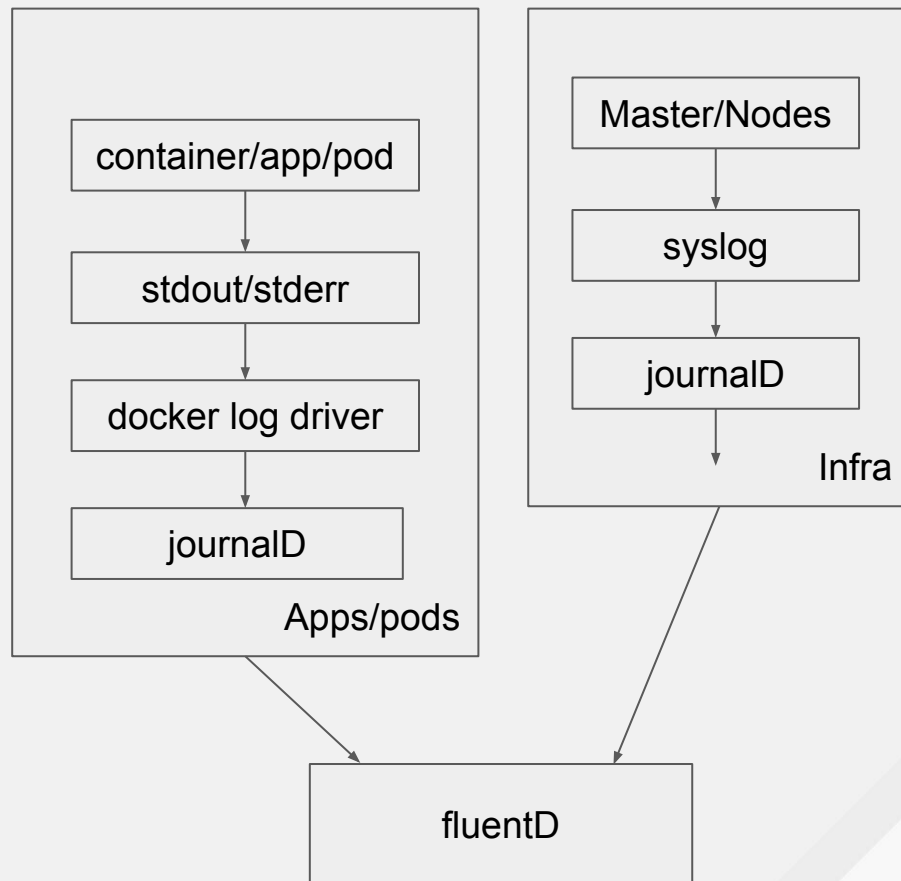 container/app/pod
stdout/stderr
docker log driver
journalD
Apps/pods
Master/Nodes
syslog
journalD
Infra
fluentD